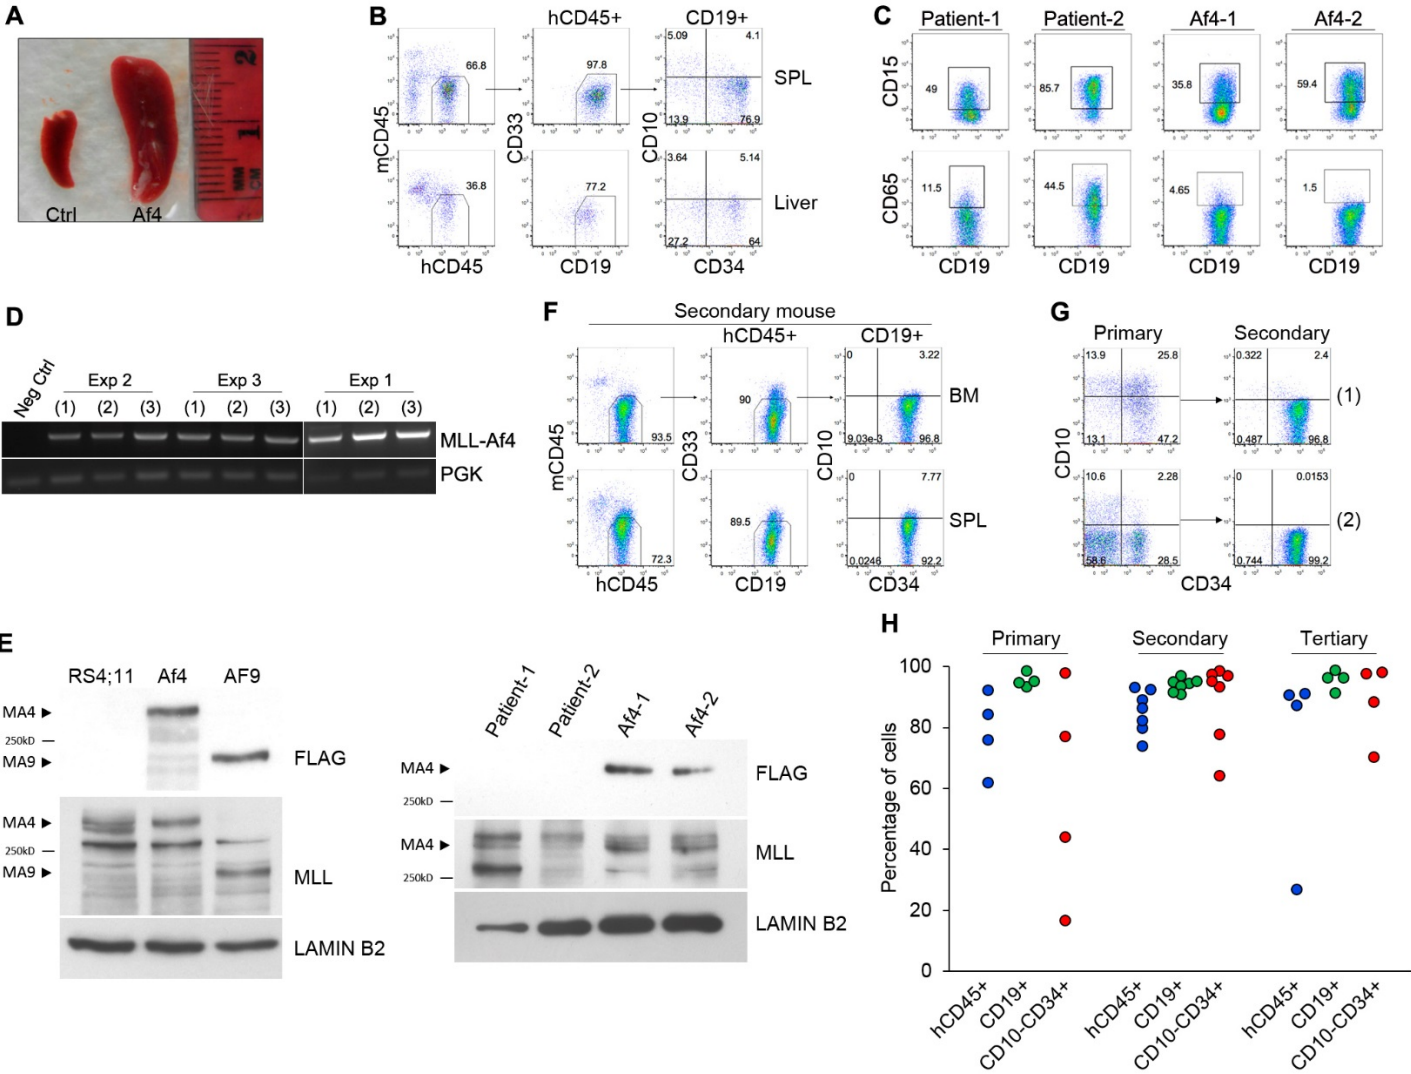 A
Ctrl
Af4
2
1
MM
CM
B
hCD45+
CD19+
66.8
97.8
5.09
4.1
13.9
76.9
SPL
36.8
77.2
3.64
5.14
27.2
64
Liver
mCD45
CD33
CD10
hCD45
CD19
CD34
C
Patient-1
Patient-2
Af4-1
Af4-2
CD15
49
85.7
35.8
59.4
CD65
11.5
44.5
4.65
1.5
CD19
CD19
CD19
CD19
D
Neg Ctrl
Exp 2
Exp 3
Exp 1
(1)
(2)
(3)
(1)
(2)
(3)
(1)
(2)
(3)
MLL-Af4
PGK
F
Secondary mouse
hCD45+
CD19+
93.5
90
0
3.22
9.03e-3
96.8
BM
72.3
89.5
0
7.77
0.0246
92.2
SPL
mCD45
CD33
CD10
hCD45
CD19
CD34
G
Primary
Secondary
13.9
25.8
13.1
47.2
0.322
2.4
0.487
96.8
(1)
10.6
2.28
58.6
28.5
0
0.0153
0.744
99.2
(2)
CD10
CD34
E
RS4;11
Af4
AF9
MA4
250kD
MA9
FLAG
MA4
250kD
MA9
MLL
LAMIN B2
Patient-1
Patient-2
Af4-1
Af4-2
MA4
250kD
FLAG
MA4
250kD
MLL
LAMIN B2
H
Primary
Secondary
Tertiary
Percentage of cells
100
80
60
40
20
0
hCD45+
CD19+
CD10-CD34+
hCD45+
CD19+
CD10-CD34+
hCD45+
CD19+
CD10-CD34+